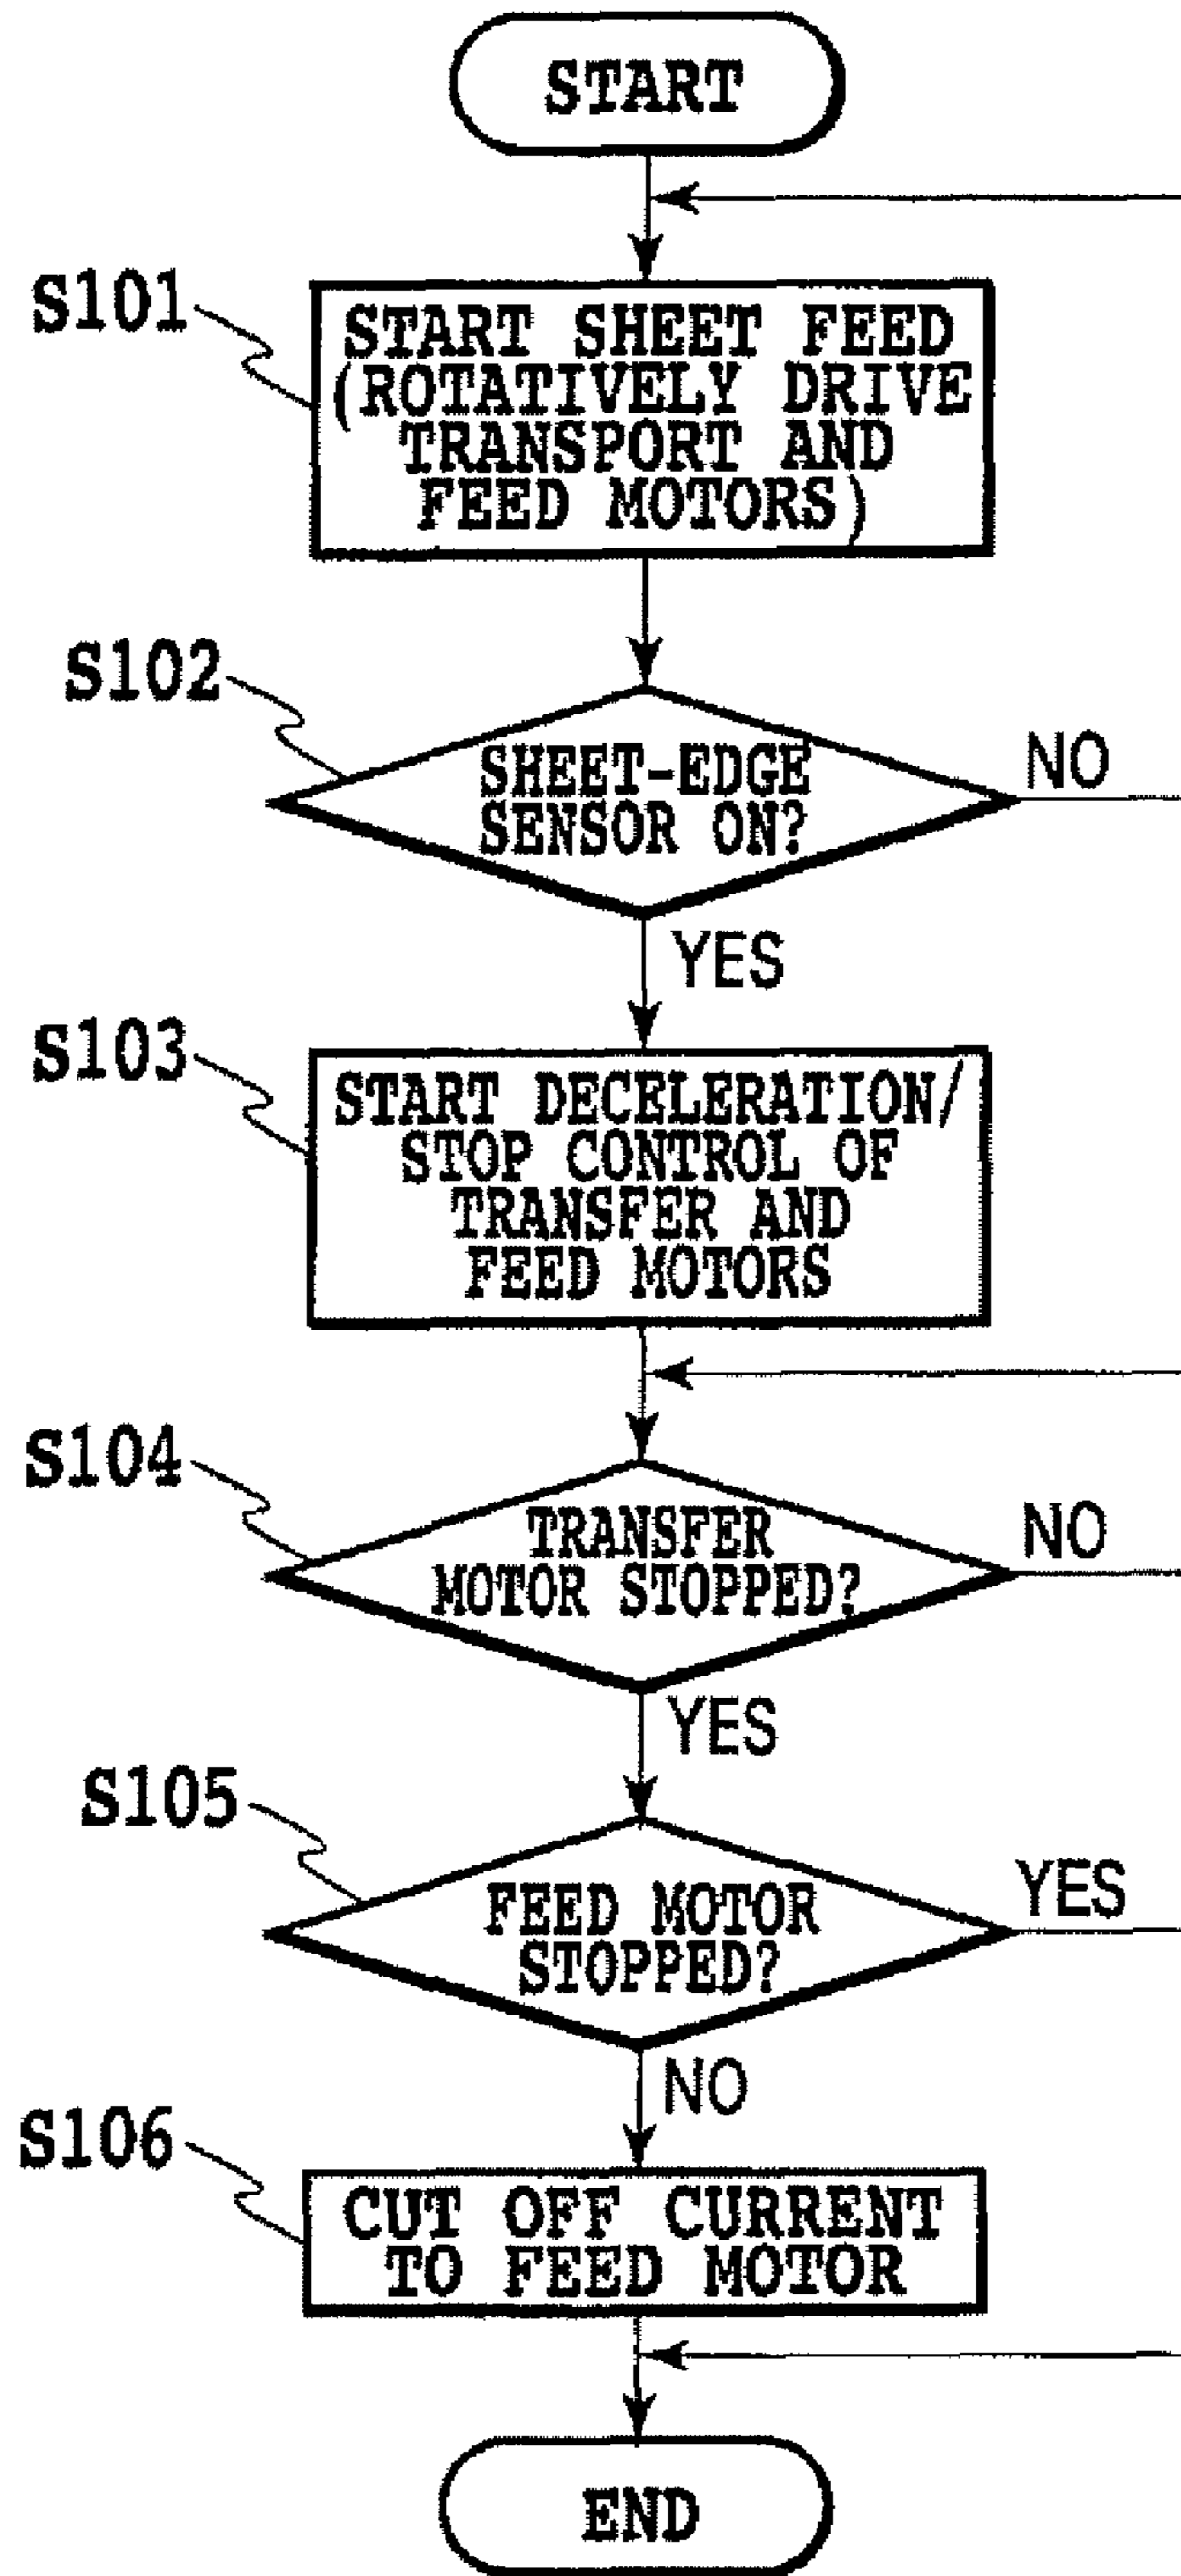 START
S101
START SHEET FEED
(ROTATIVELY DRIVE
TRANSPORT AND
FEED MOTORS)
S102
SHEET-EDGE
SENSOR ON?
NO
YES
S103
START DECELERATION/
STOP CONTROL OF
TRANSFER AND
FEED MOTORS
S104
TRANSFER
MOTOR STOPPED?
NO
YES
S105
FEED MOTOR
STOPPED?
YES
NO
S106
CUT OFF CURRENT
TO FEED MOTOR
END